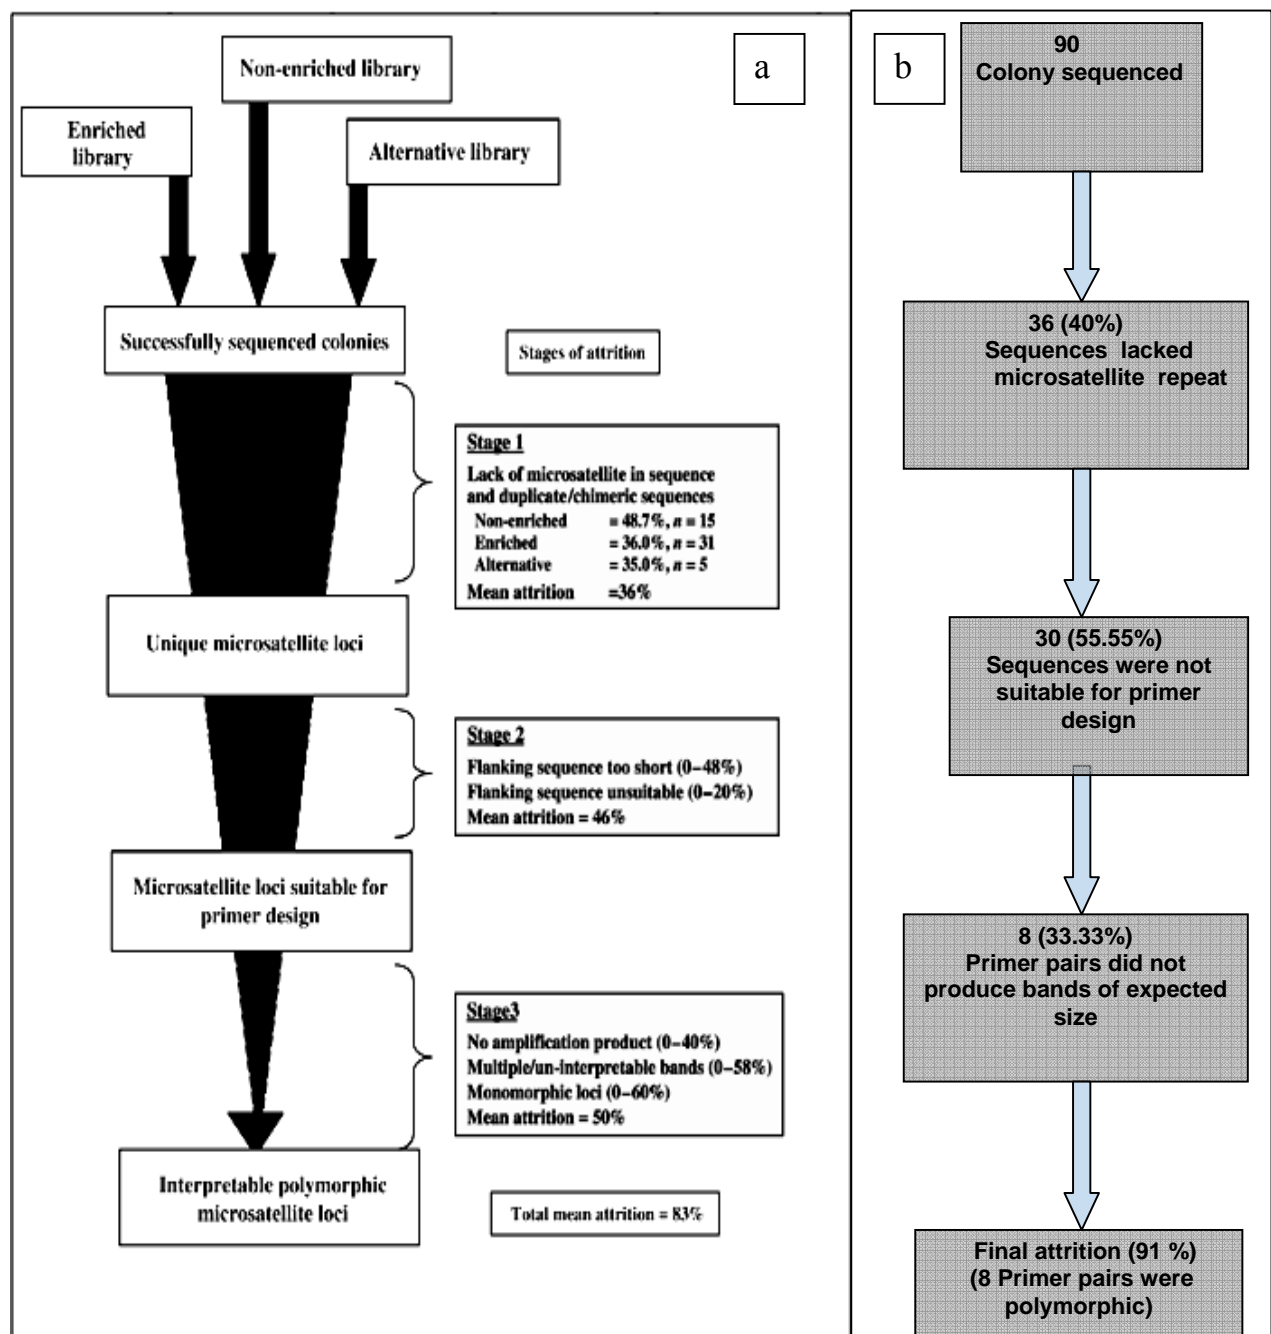 a
Non-enriched library
Enriched
library
Alternative library
Successfully sequenced colonies
Stages of attrition
Stage 1
Lack of microsatellite in sequence
and duplicate/chimeric sequences
Non-enriched = 48.7%, n = 15
Enriched = 36.0%, n = 31
Alternative = 35.0%, n = 5
Mean attrition =36%
Unique microsatellite loci
Stage 2
Flanking sequence too short (0–48%)
Flanking sequence unsuitable (0–20%)
Mean attrition = 46%
Microsatellite loci suitable for
primer design
Stage3
No amplification product (0–40%)
Multiple/un-interpretable bands (0–58%)
Monomorphic loci (0–60%)
Mean attrition = 50%
Interpretable polymorphic
microsatellite loci
Total mean attrition = 83%
b
90
Colony sequenced
36 (40%)
Sequences lacked
microsatellite repeat
30 (55.55%)
Sequences were not
suitable for primer
design
8 (33.33%)
Primer pairs did not
produce bands of expected
size
Final attrition (91 %)
(8 Primer pairs were
polymorphic)